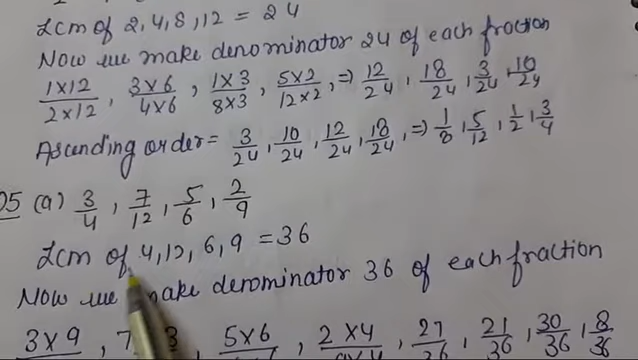 Lcm of 2,4,8,12 = 24
Now we make denominator 24 of each fraction
1×12/2×12, 3×6/4×6, 1×3/8×3, 5×2/12×2, ⇒ 12/24, 18/24, 3/24, 10/24
Ascending order = 3/24, 10/24, 12/24, 18/24, ⇒ 1/8, 5/12, 1/2, 3/4
Q5 (a) 3/4, 7/12, 5/6, 2/9
Lcm of 4,12,6,9 = 36
Now we make denominator 36 of each fraction
3×9, 7 3, 5×6, 2×4, 27/36, 21/36, 30/36, 8/36